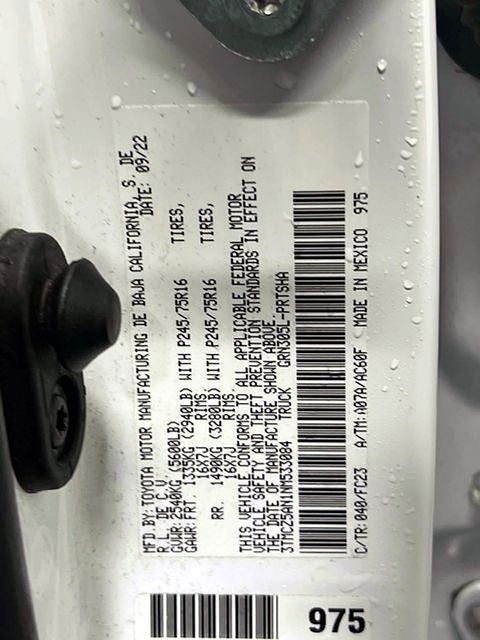 MFD.BY:TOYOTA MOTOR MANUFACTURING DE BAJA CALIFORNIA, S. DE
R.L. DE C.V. DATE: 09/22
GVWR: 2540KG (5600LB)
GAWR: FRT. 1335KG (2940LB) WITH P245/75R16 TIRES,
16X7J RIMS,
RR. 1490KG (3280LB) WITH P245/75R16 TIRES,
16X7J RIMS.
THIS VEHICLE CONFORMS TO ALL APPLICABLE FEDERAL MOTOR
VEHICLE SAFETY AND THEFT PREVENTION STANDARDS IN EFFECT ON
THE DATE OF MANUFACTURE SHOWN ABOVE.
3TMCZ5AN1NM533084 TRUCK GRN305L-PRTSHA
C/TR: 040/FC23 A/TM: A07A/AC60F MADE IN MEXICO 975
975